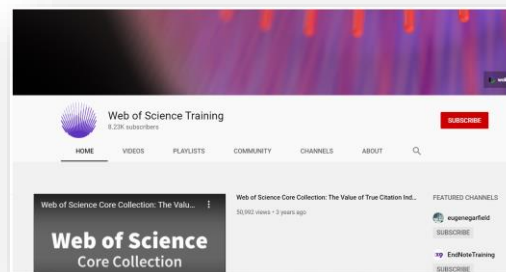 Web of Science Training
8.23K subscribers
SUBSCRIBE
HOME VIDEOS PLAYLISTS COMMUNITY CHANNELS ABOUT
Web of Science Core Collection: The Valu...
Web of Science
Core Collection
Web of Science Core Collection: The Value of True Citation Ind...
50,992 views • 3 years ago
FEATURED CHANNELS
eugenegarfield
SUBSCRIBE
EndNoteTraining
SUBSCRIBE